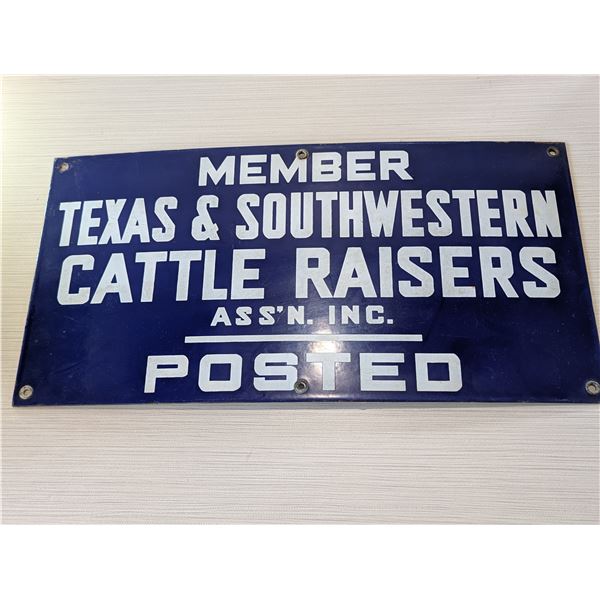 MEMBER
TEXAS & SOUTHWESTERN
CATTLE RAISERS
ASS'N. INC.
POSTED